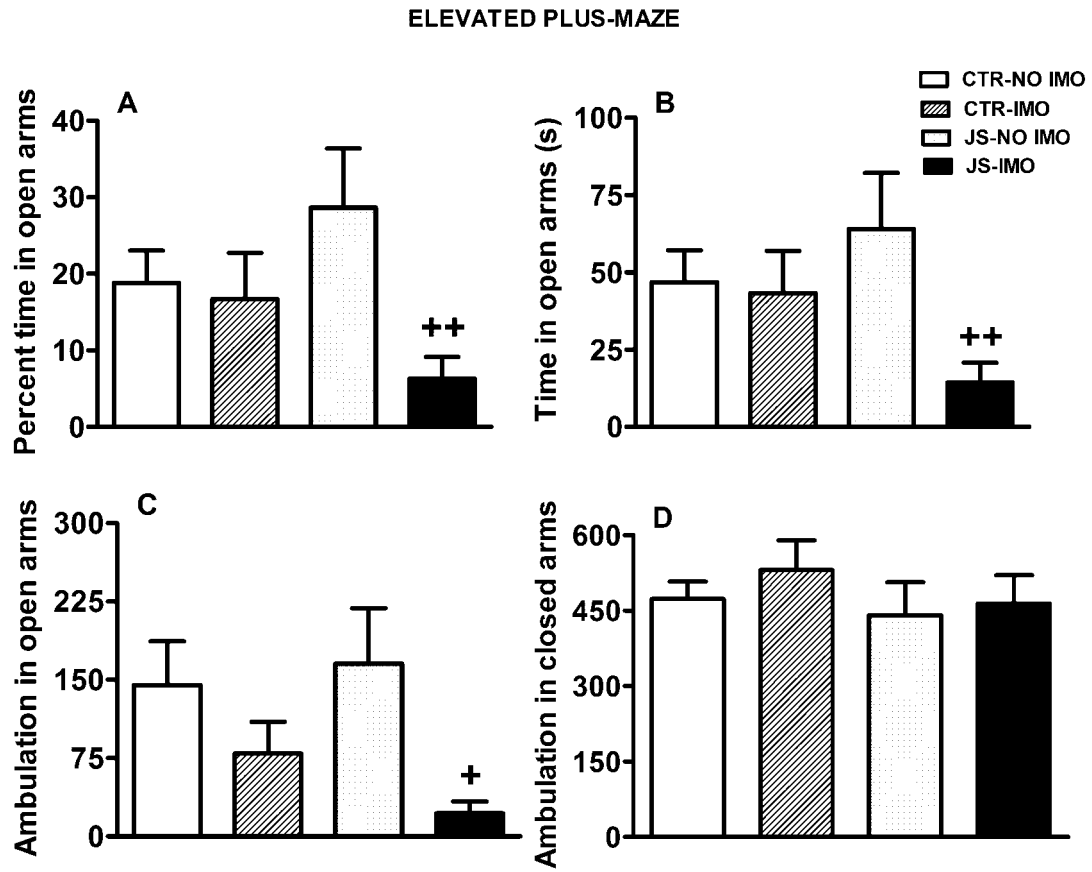 ELEVATED PLUS-MAZE
A
Percent time in open arms
40
30
20
10
0
++
B
Time in open arms (s)
100
75
50
25
0
++
CTR-NO IMO
CTR-IMO
JS-NO IMO
JS-IMO
C
Ambulation in open arms
300
225
150
75
0
+
D
Ambulation in closed arms
600
450
300
150
0